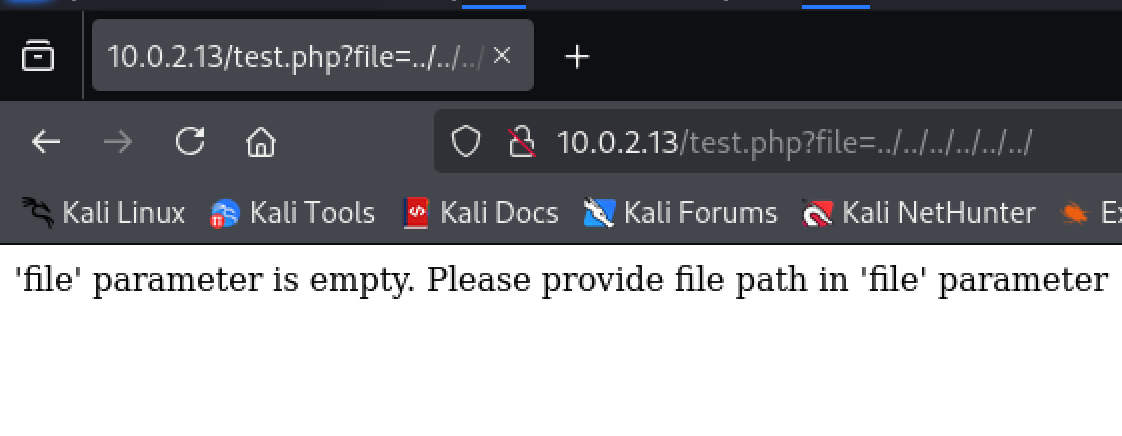 10.0.2.13/test.php?file=../../../
10.0.2.13/test.php?file=../../../../../../
Kali Linux Kali Tools Kali Docs Kali Forums Kali NetHunter Ex
'file' parameter is empty. Please provide file path in 'file' parameter